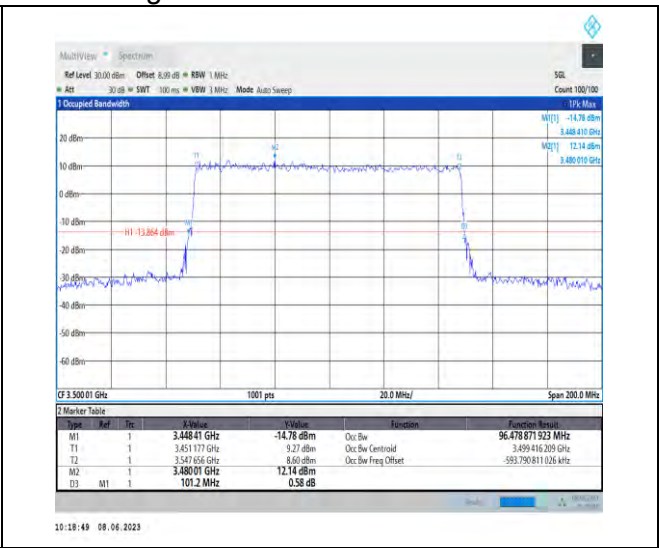 MultiView Spectrum
Ref Level 30.00 dBm Offset 8.99 dB RBW 1 MHz SGL
Att 30 dB SWT 100 ms VBW 3 MHz Mode Auto Sweep Count 100/100
1 Occupied Bandwidth 1Pk Max
M1[1] -14.78 dBm
3.448 410 GHz
M2[1] 12.14 dBm
3.480 010 GHz
20 dBm
T1 M2 T2
10 dBm
0 dBm
-10 dBm
H1 -13.864 dBm
-20 dBm
-30 dBm
-40 dBm
-50 dBm
-60 dBm
CF 3.500 01 GHz 1001 pts 20.0 MHz/ Span 200.0 MHz
2 Marker Table
Type Ref Trc X-Value Y-Value Function Function Result
M1 1 3.448 41 GHz -14.78 dBm Occ Bw 96.478 871 923 MHz
T1 1 3.451 177 GHz 9.27 dBm Occ Bw Centroid 3.499 416 209 GHz
T2 1 3.547 656 GHz 8.60 dBm Occ Bw Freq Offset -593.790 811 026 kHz
M2 1 3.480 01 GHz 12.14 dBm
D3 M1 1 101.2 MHz 0.58 dB
10:18:49 08.06.2023